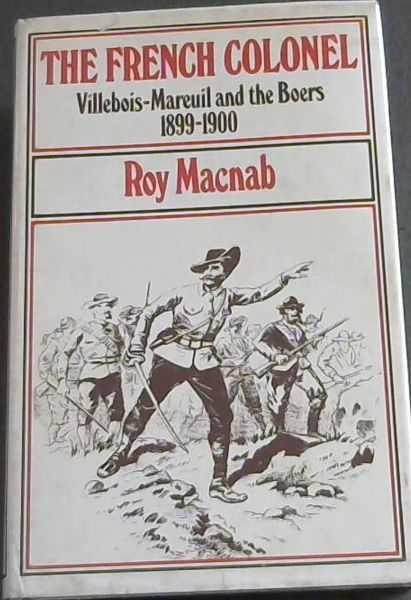 THE FRENCH COLONEL
Villebois-Mareuil and the Boers
1899-1900
Roy Macnab